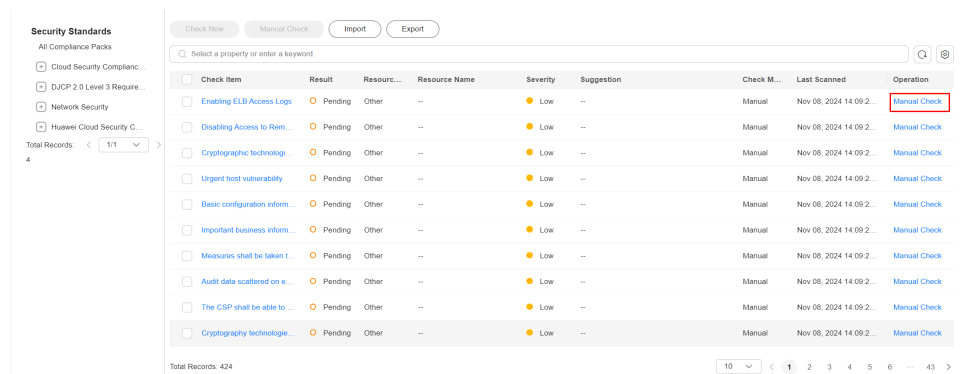 Security Standards
All Compliance Packs
Cloud Security Complianc...
DJCP 2.0 Level 3 Require...
Network Security
Huawei Cloud Security C...
Total Records: 4
1/1
Check Now Manual Check Import Export
Select a property or enter a keyword.
Check Item Result Resourc... Resource Name Severity Suggestion Check M... Last Scanned Operation
Enabling ELB Access Logs Pending Other -- Low -- Manual Nov 08, 2024 14:09:2... Manual Check
Disabling Access to Rem... Pending Other -- Low -- Manual Nov 08, 2024 14:09:2... Manual Check
Cryptographic technologi... Pending Other -- Low -- Manual Nov 08, 2024 14:09:2... Manual Check
Urgent host vulnerability Pending Other -- Low -- Manual Nov 08, 2024 14:09:2... Manual Check
Basic configuration inform... Pending Other -- Low -- Manual Nov 08, 2024 14:09:2... Manual Check
Important business inform... Pending Other -- Low -- Manual Nov 08, 2024 14:09:2... Manual Check
Measures shall be taken t... Pending Other -- Low -- Manual Nov 08, 2024 14:09:2... Manual Check
Audit data scattered on e... Pending Other -- Low -- Manual Nov 08, 2024 14:09:2... Manual Check
The CSP shall be able to ... Pending Other -- Low -- Manual Nov 08, 2024 14:09:2... Manual Check
Cryptography technologie... Pending Other -- Low -- Manual Nov 08, 2024 14:09:2... Manual Check
Total Records: 424
10 1 2 3 4 5 6 ... 43